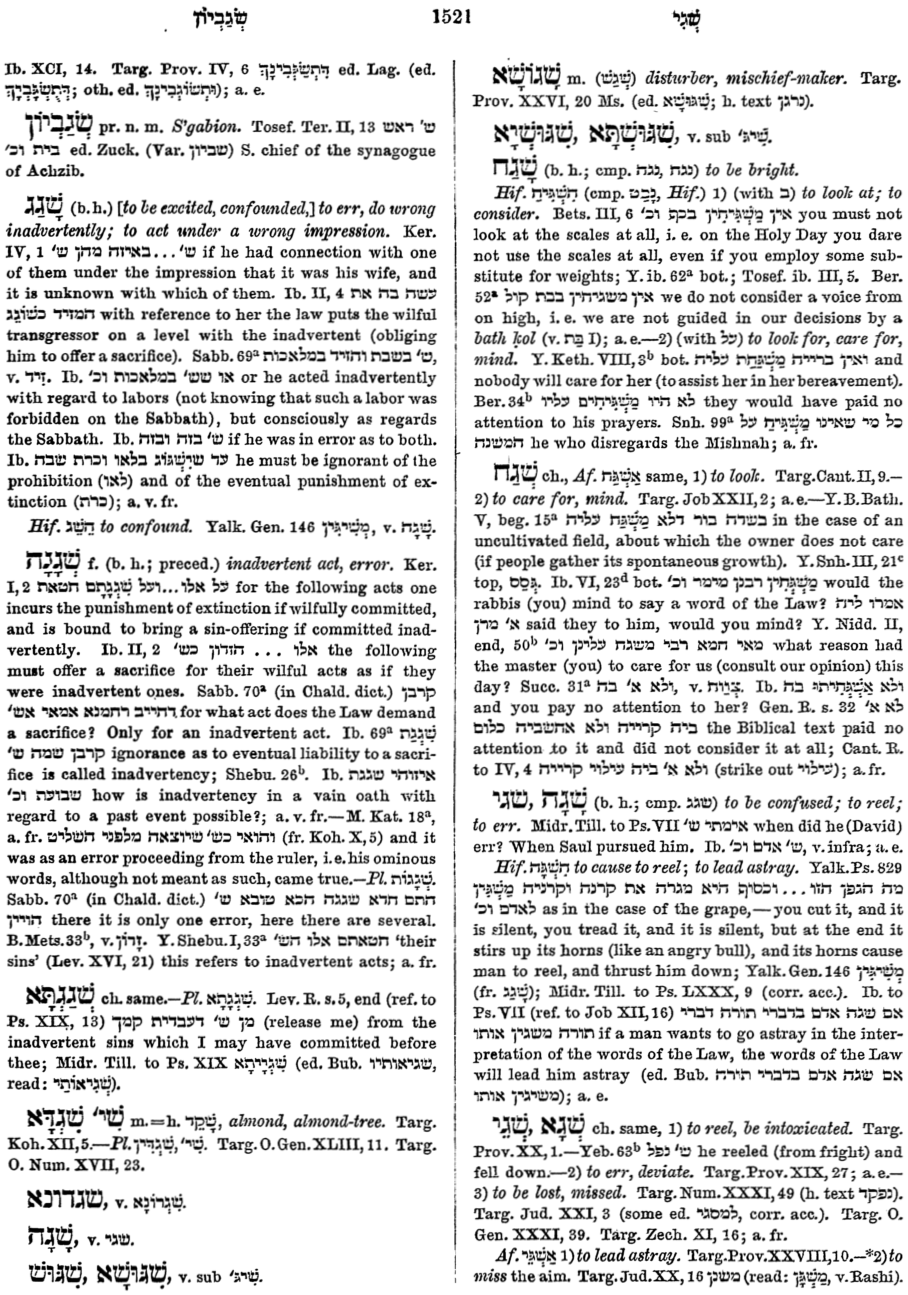 שְׂגַבְיוֹן
1521
שְׁגֵי
Ib. XCI, 14. Targ. Prov. IV, 6 דְּתְשַׂגְּבִינָךְ ed. Lag. (ed.
וּתְשׂוֹגְבִינָךְ; oth. ed. דְּתְשַׂגְּבָיךְ); a. e.
שְׂגַבְיוֹן pr. n. m. S'gabion. Tosef. Ter. II, 13 ש' ראש
בית וכ' ed. Zuck. (Var. שביון) S. chief of the synagogue
of Achzib.
שָׁגַג (b. h.) [to be excited, confounded,] to err, do wrong
inadvertently; to act under a wrong impression. Ker.
IV, 1 ש'...באיזה מהן ש' if he had connection with one
of them under the impression that it was his wife, and
it is unknown with which of them. Ib. II, 4 עשה בה את
המזיד כשוֹגֵג with reference to her the law puts the wilful
transgressor on a level with the inadvertent (obliging
him to offer a sacrifice). Sabb. 69ᵃ ש' בשבת והזיד במלאכות,
v. זִיד. Ib. או שש' במלאכות וכ' or he acted inadvertently
with regard to labors (not knowing that such a labor was
forbidden on the Sabbath), but consciously as regards
the Sabbath. Ib. ש' בזה ובזה if he was in error as to both.
Ib. עד שיִּשְׁגּוֹג בלאו וכרת שבה he must be ignorant of the
prohibition (לאו) and of the eventual punishment of ex-
tinction (כרת); a. v. fr.
Hif. הִשֵּׁג to confound. Yalk. Gen. 146 מְשִׁיגִּין, v. שָׁגָה.
שְׁגָגָה f. (b. h.; preced.) inadvertent act, error. Ker.
I, 2 על אלו...ועל שִׁגְגָתָם חטאת for the following acts one
incurs the punishment of extinction if wilfully committed,
and is bound to bring a sin-offering if committed inad-
vertently. Ib. II, 2 אלו ... הזדון כש' the following
must offer a sacrifice for their wilful acts as if they
were inadvertent ones. Sabb. 70ᵃ (in Chald. dict.) קרבן
דחייב רחמנא אמאי אש' for what act does the Law demand
a sacrifice? Only for an inadvertent act. Ib. 69ᵃ שִׁגְגַת
קרבן שמה ש' ignorance as to eventual liability to a sacri-
fice is called inadvertency; Shebu. 26ᵇ. Ib. איזוהי שגגת
שבועת וכ' how is inadvertency in a vain oath with
regard to a past event possible?; a. v. fr.—M. Kat. 18ᵃ,
a. fr. והואי כש' שיוצאה מלפני השליט (fr. Koh. X, 5) and it
was as an error proceeding from the ruler, i. e. his ominous
words, although not meant as such, came true.—Pl. שְׁגָגוֹת.
Sabb. 70ᵃ (in Chald. dict.) התם חדא שגגה הכא טובא ש'
הויין there it is only one error, here there are several.
B. Mets. 33ᵇ, v. זָדוֹן. Y. Shebu. I, 33ᵃ חטאתם אלו הש' 'their
sins' (Lev. XVI, 21) this refers to inadvertent acts; a. fr.
שְׁגַגְתָּא ch. same.—Pl. שְׁגָגָתָא. Lev. R. s. 5, end (ref. to
Ps. XIX, 13) מן ש' דעבדית קמך (release me) from the
inadvertent sins which I may have committed before
thee; Midr. Till. to Ps. XIX שִׁגְיָיתָא (ed. Bub. שגיאותיו,
read: שְׁגִיאוֹתַי).
שִׁגְדָּא, שִׁי' m.=h. שָׁקֵד, almond, almond-tree. Targ.
Koh. XII, 5.—Pl. שִׁגְדִּין, שִׁי'. Targ. O. Gen. XLIII, 11. Targ.
O. Num. XVII, 23.
שגדונא, v. שִׁגְרוֹנָא.
שָׁגָה, v. שגי.
שִׁגּוּשָׁא, שִׁגּוּשׁ, v. sub שִׁיג'.
שָׁגוֹשָׁא m. (שְׁגַשׁ) disturber, mischief-maker. Targ.
Prov. XXVI, 20 Ms. (ed. שִׁגּוּשָׁא; h. text נרגן).
שִׁגּוּשְׁתָּא, שִׁגּוּשְׁיָא, v. sub שִׁיג'.
שָׁגַח (b. h.; cmp. נגה, נגח) to be bright.
Hif. הִשְׁגִּיחַ (cmp. נָבַט, Hif.) 1) (with ב) to look at; to
consider. Bets. III, 6 אין מַשְׁגִּיחִין בכף וכ' you must not
look at the scales at all, i. e. on the Holy Day you dare
not use the scales at all, even if you employ some sub-
stitute for weights; Y. ib. 62ᵃ bot.; Tosef. ib. III, 5. Ber.
52ᵃ אין משגיחין בבת קול we do not consider a voice from
on high, i. e. we are not guided in our decisions by a
bath kol (v. בַּת I); a. e.—2) (with על) to look for, care for,
mind. Y. Keth. VIII, 3ᵇ bot. ואין ברייה מַשְׁגַּחַת עליה and
nobody will care for her (to assist her in her bereavement).
Ber. 34ᵇ לא היו מַשְׁגִּיחִים עליו they would have paid no
attention to his prayers. Snh. 99ᵃ כל מי שאינו מַשְׁגִּיחַ על
המשנה he who disregards the Mishnah; a. fr.
שְׁגַח ch., Af. אַשְׁגַּח same, 1) to look. Targ. Cant. II, 9.—
2) to care for, mind. Targ. Job XXII, 2; a. e.—Y. B. Bath.
V, beg. 15ᵃ בשדה בור דלא מַשְׁגַּח עליה in the case of an
uncultivated field, about which the owner does not care
(if people gather its spontaneous growth). Y. Snh. III, 21ᶜ
top, גְּסַס. Ib. VI, 23ᵈ bot. מַשְׁגְּחִין רבנן מימר וכ' would the
rabbis (you) mind to say a word of the Law? אמרו ליה
א' מרן said they to him, would you mind? Y. Nidd. II,
end, 50ᵇ מאי חמא רבי משגח עלינן וכ' what reason had
the master (you) to care for us (consult our opinion) this
day? Succ. 31ᵃ ולא א' בה, v. צְוַוח. Ib. ולא אַשְׁגְּחִיתוּ בה
and you pay no attention to her? Gen. R. s. 32 לא א'
ביה קרייה ולא אחשביה כלום the Biblical text paid no
attention to it and did not consider it at all; Cant. R.
to IV, 4 ולא א' ביה עילוי קרייה (strike out עילוי); a. fr.
שָׁגָה, שגי (b. h.; cmp. שגג) to be confused; to reel;
to err. Midr. Till. to Ps. VII אימתי ש' when did he (David)
err? When Saul pursued him. Ib. ש' אדם וכ', v. infra; a. e.
Hif. הִשְׁגָּה to cause to reel; to lead astray. Yalk. Ps. 829
מה הגפן הזו...וכסוף היא מגרה את קרנה וקרניה מַשְׁגִּין
לאדם וכ' as in the case of the grape,—you cut it, and it
is silent, you tread it, and it is silent, but at the end it
stirs up its horns (like an angry bull), and its horns cause
man to reel, and thrust him down; Yalk. Gen. 146 מְשִׁיגִּין
(fr. שָׁגַג); Midr. Till. to Ps. LXXX, 9 (corr. acc.). Ib. to
Ps. VII (ref. to Job XII, 16) אם שגה אדם בדברי תורה דברי
תורה משגין אותו if a man wants to go astray in the inter-
pretation of the words of the Law, the words of the Law
will lead him astray (ed. Bub. אם שגה אדם בדברי תירה
משיגין אותו); a. e.
שְׁגָא, שְׁגֵי ch. same, 1) to reel, be intoxicated. Targ.
Prov. XX, 1.—Yeb. 63ᵇ ש' נפל he reeled (from fright) and
fell down.—2) to err, deviate. Targ. Prov. XIX, 27; a. e.—
3) to be lost, missed. Targ. Num. XXXI, 49 (h. text נפקד).
Targ. Jud. XXI, 3 (some ed. למסגי, corr. acc.). Targ. O.
Gen. XXXI, 39. Targ. Zech. XI, 16; a. fr.
Af. אַשְׁגֵּי 1) to lead astray. Targ. Prov. XXVIII, 10.—*2) to
miss the aim. Targ. Jud. XX, 16 משגן (read: מַשְׁגָּן, v. Rashi).